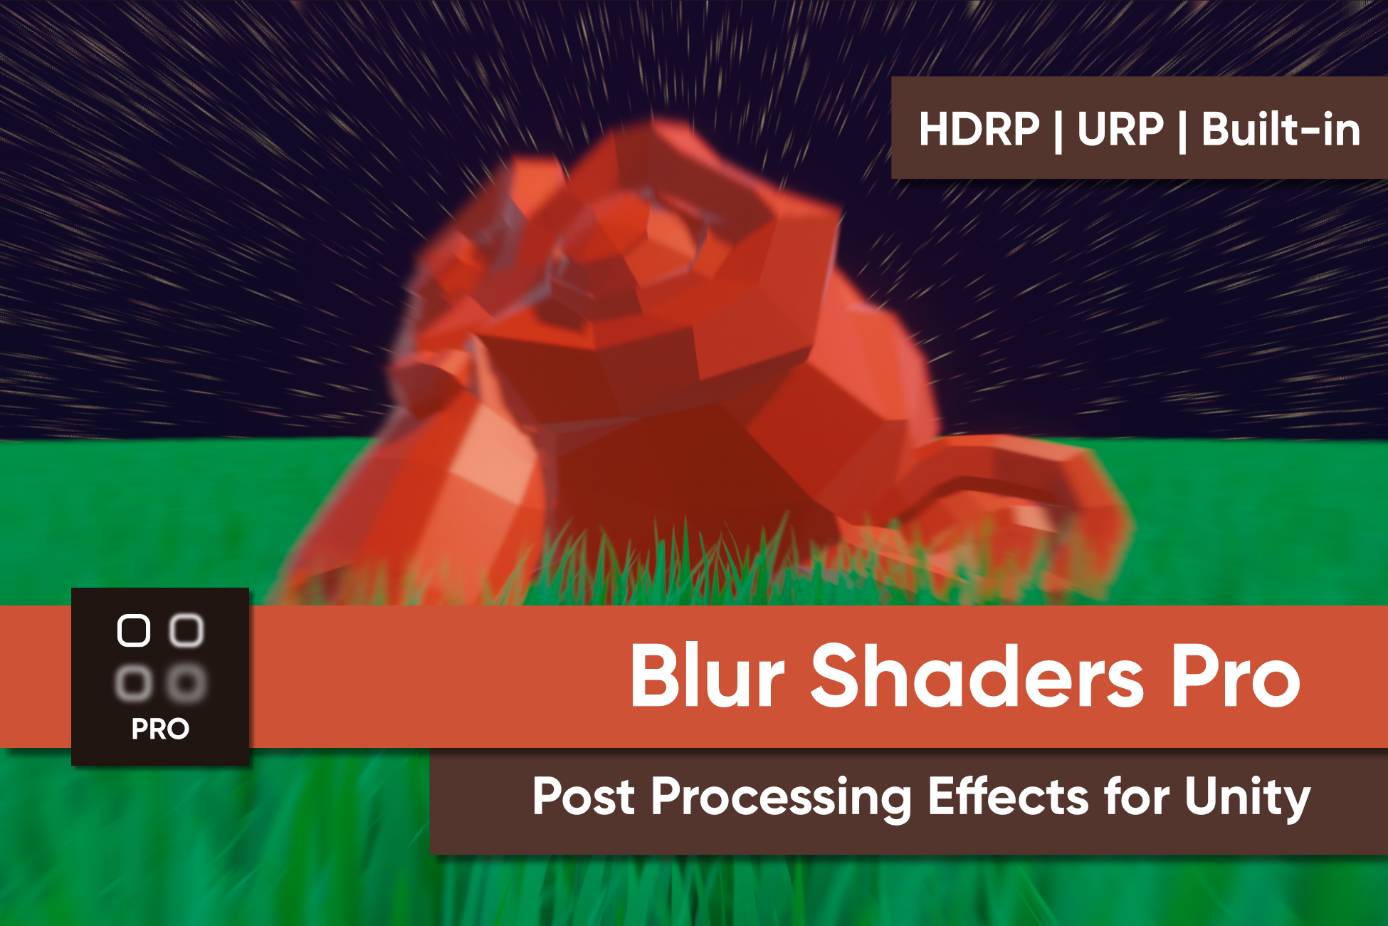 HDRP | URP | Built-in
Blur Shaders Pro
PRO
Post Processing Effects for Unity